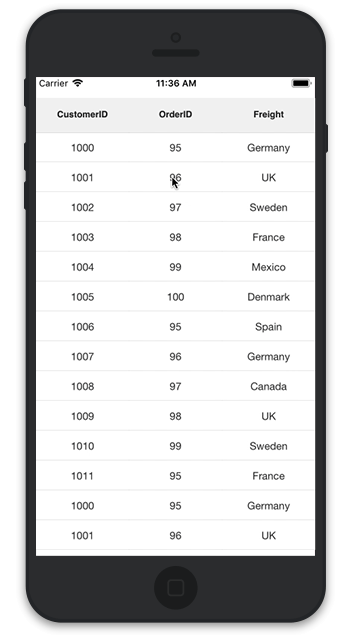 Carrier 11:36 AM
CustomerID OrderID Freight
1000 95 Germany
1001 96 UK
1002 97 Sweden
1003 98 France
1004 99 Mexico
1005 100 Denmark
1006 95 Spain
1007 96 Germany
1008 97 Canada
1009 98 UK
1010 99 Sweden
1011 95 France
1000 95 Germany
1001 96 UK